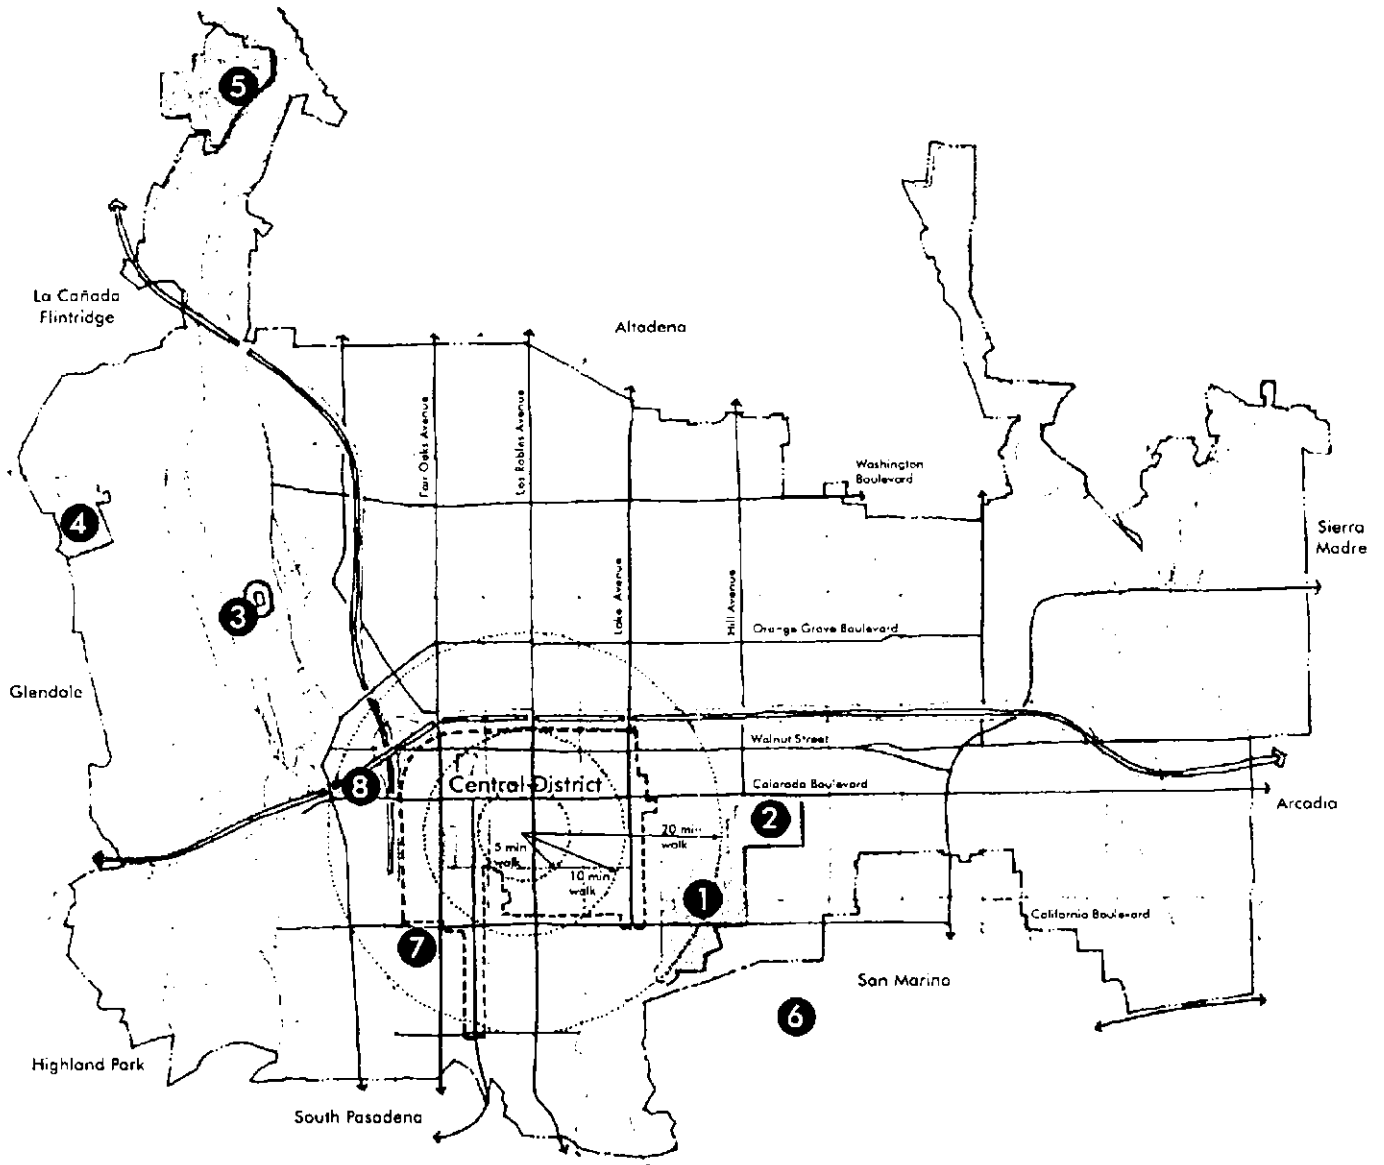 5
La Cañada
Flintridge
Altadena
Fair Oaks Avenue
Los Robles Avenue
Washington
Boulevard
4
Sierra
Madre
3
Lake Avenue
Hill Avenue
Orange Grove Boulevard
Glendale
Walnut Street
8
Central District
Colorado Boulevard
Arcadia
2
20 min
walk
5 min
walk
10 min
walk
1
California Boulevard
7
San Marino
6
Highland Park
South Pasadena